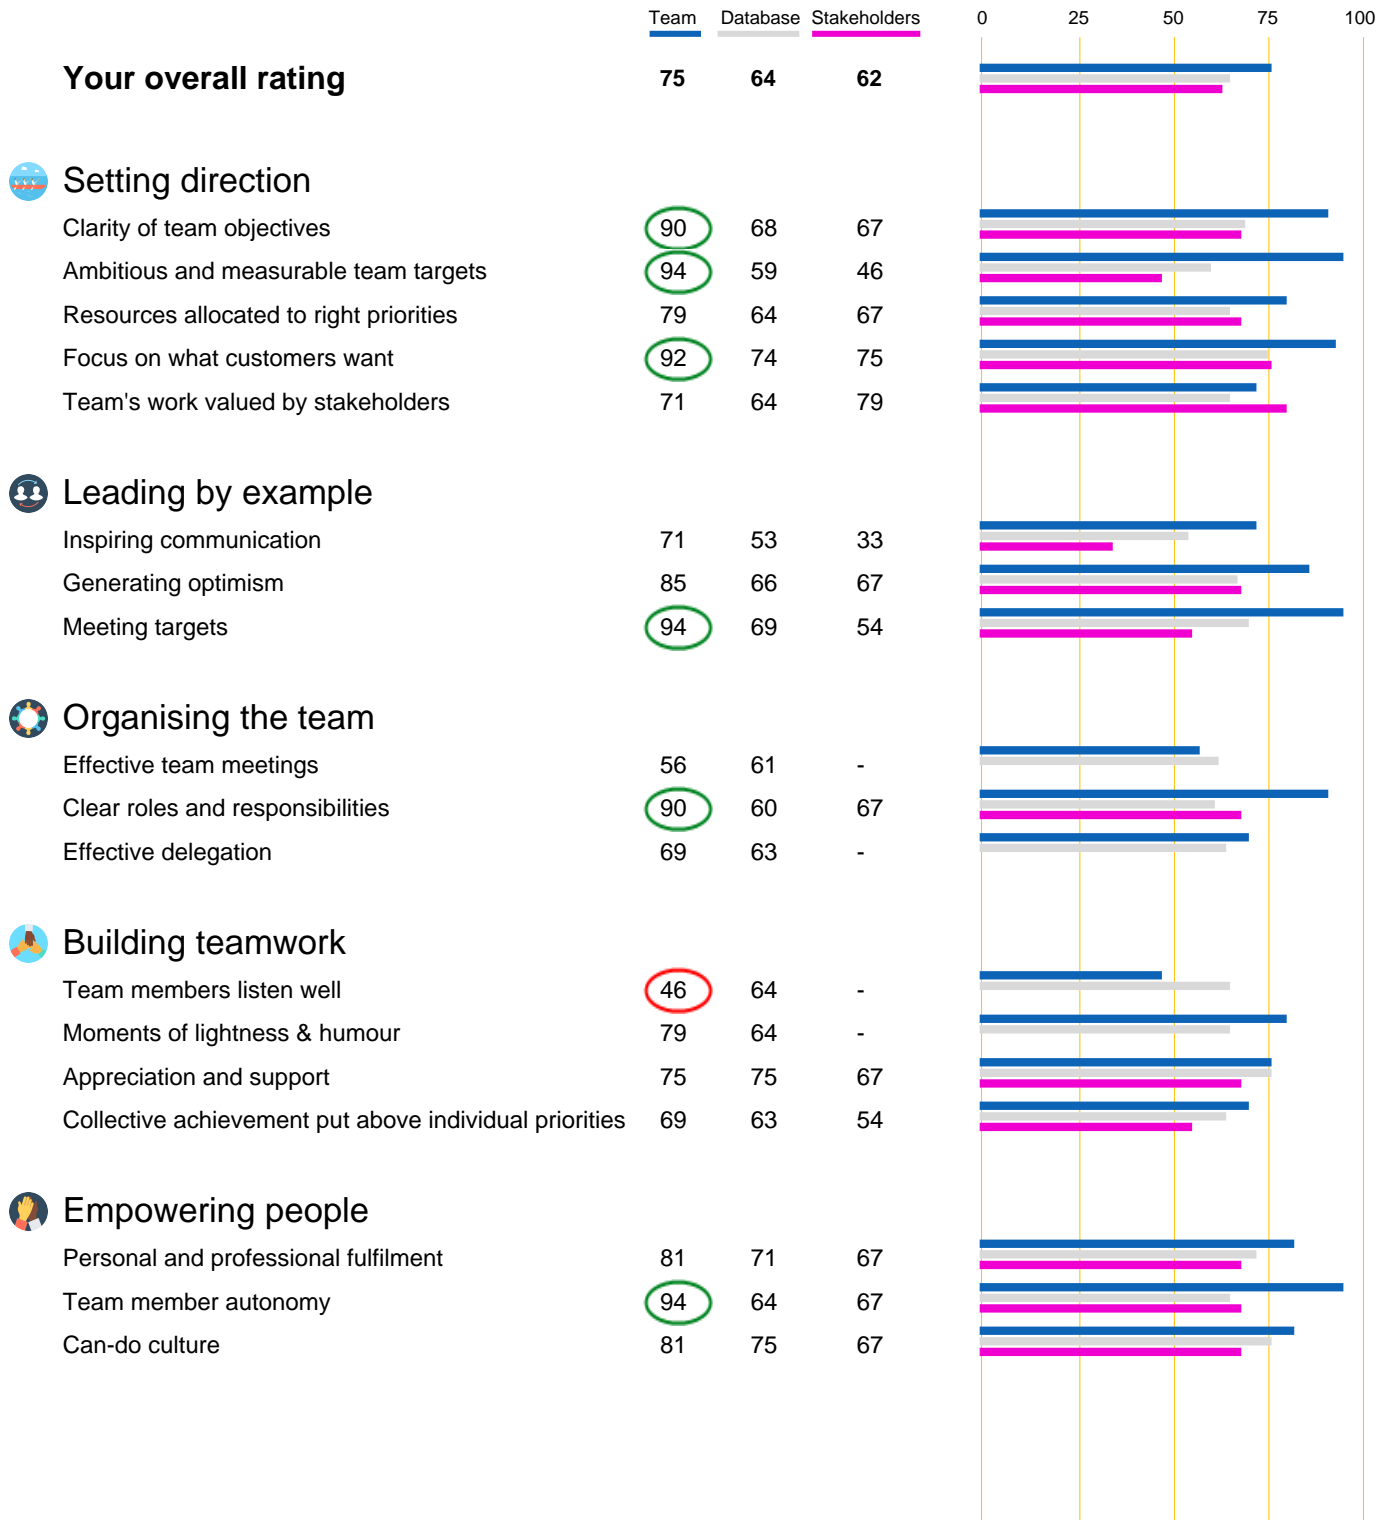 Team Database Stakeholders 0 25 50 75 100
Your overall rating 75 64 62
Setting direction
Clarity of team objectives 90 68 67
Ambitious and measurable team targets 94 59 46
Resources allocated to right priorities 79 64 67
Focus on what customers want 92 74 75
Team's work valued by stakeholders 71 64 79
Leading by example
Inspiring communication 71 53 33
Generating optimism 85 66 67
Meeting targets 94 69 54
Organising the team
Effective team meetings 56 61 -
Clear roles and responsibilities 90 60 67
Effective delegation 69 63 -
Building teamwork
Team members listen well 46 64 -
Moments of lightness & humour 79 64 -
Appreciation and support 75 75 67
Collective achievement put above individual priorities 69 63 54
Empowering people
Personal and professional fulfilment 81 71 67
Team member autonomy 94 64 67
Can-do culture 81 75 67